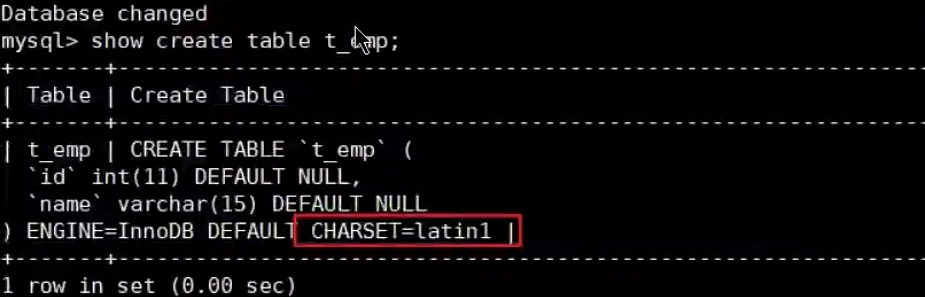 Database changed
mysql> show create table t_emp;
+-------+----------------------------------------------------------------
| Table | Create Table
+-------+----------------------------------------------------------------
| t_emp | CREATE TABLE `t_emp` (
  `id` int(11) DEFAULT NULL,
  `name` varchar(15) DEFAULT NULL
) ENGINE=InnoDB DEFAULT CHARSET=latin1 |
+-------+----------------------------------------------------------------
1 row in set (0.00 sec)